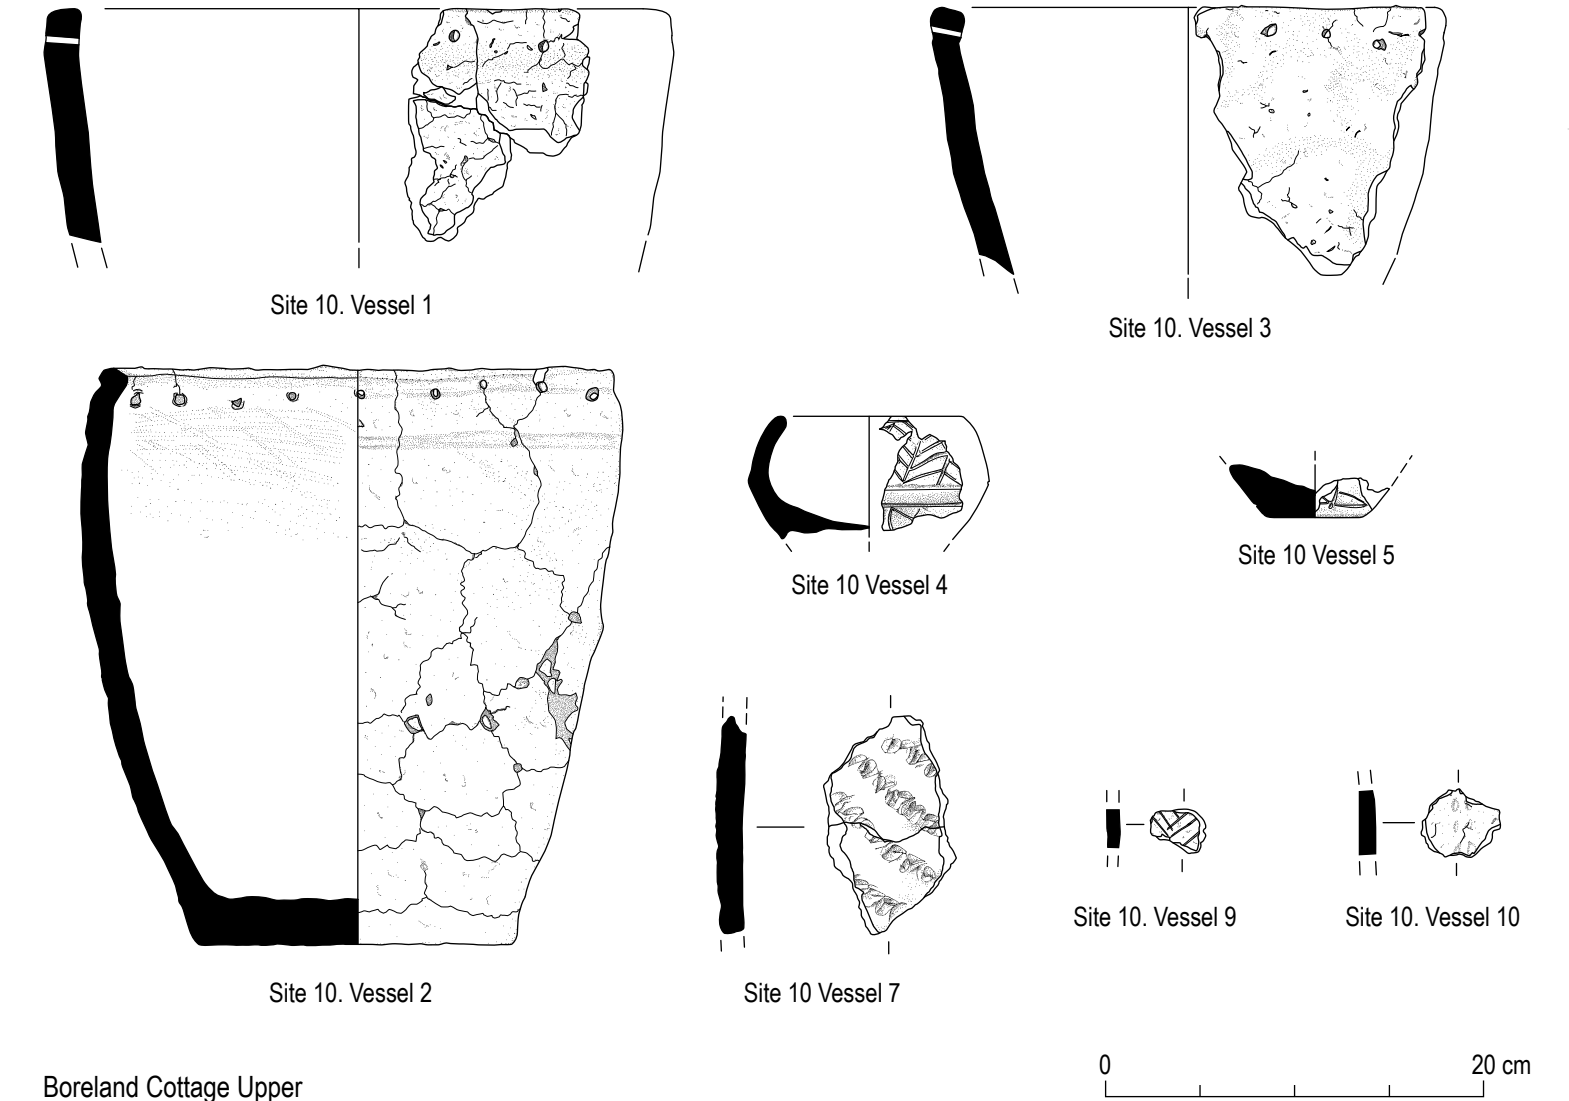 Site 10. Vessel 1
Site 10. Vessel 3
Site 10 Vessel 4
Site 10 Vessel 5
Site 10. Vessel 2
Site 10 Vessel 7
Site 10. Vessel 9
Site 10. Vessel 10
Boreland Cottage Upper
0 20 cm